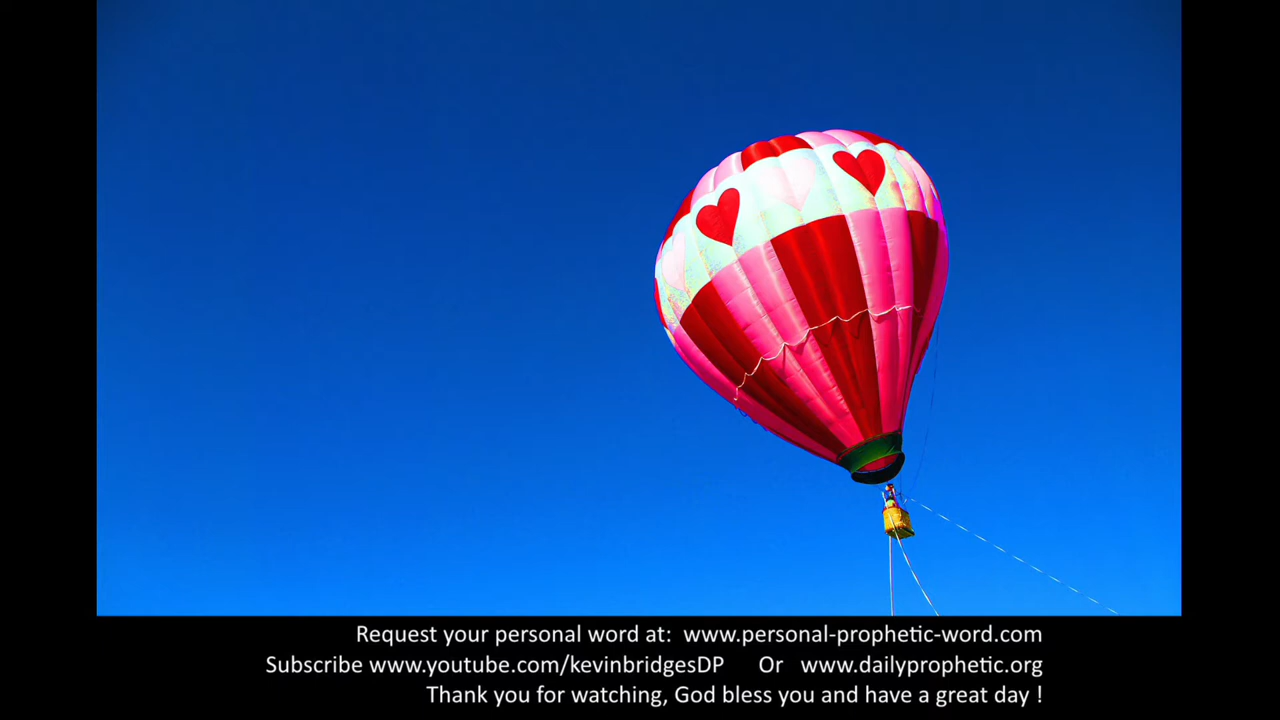 Request your personal word at:  www.personal-prophetic-word.com
Subscribe www.youtube.com/kevinbridgesDP     Or   www.dailyprophetic.org
Thank you for watching, God bless you and have a great day !